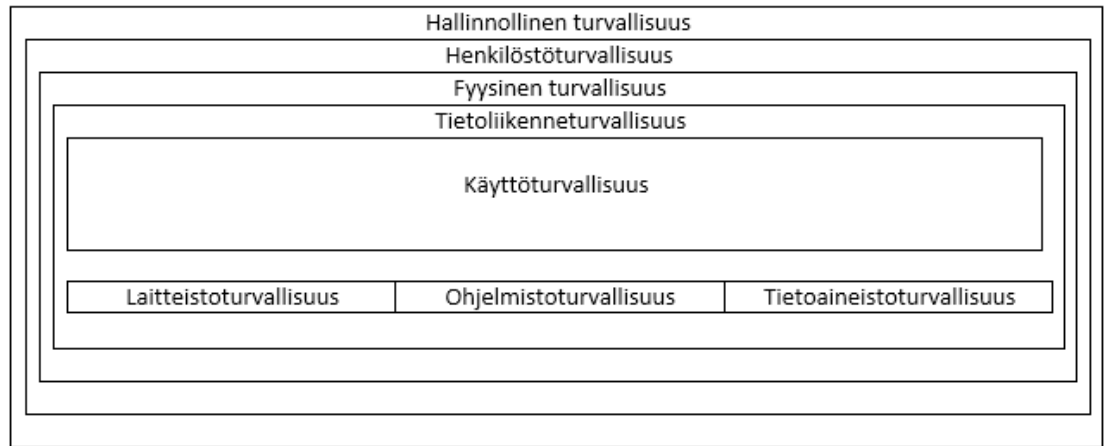 Hallinnollinen turvallisuus
Henkilöstöturvallisuus
Fyysinen turvallisuus
Tietoliikenneturvallisuus
Käyttöturvallisuus
Laitteistoturvallisuus Ohjelmistoturvallisuus Tietoaineistoturvallisuus